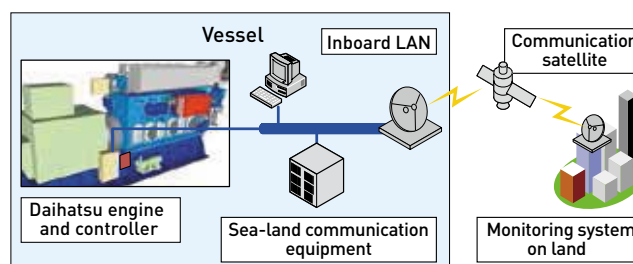 Vessel
Inboard LAN
Communication
satellite
Daihatsu engine
and controller
Sea-land communication
equipment
Monitoring system
on land